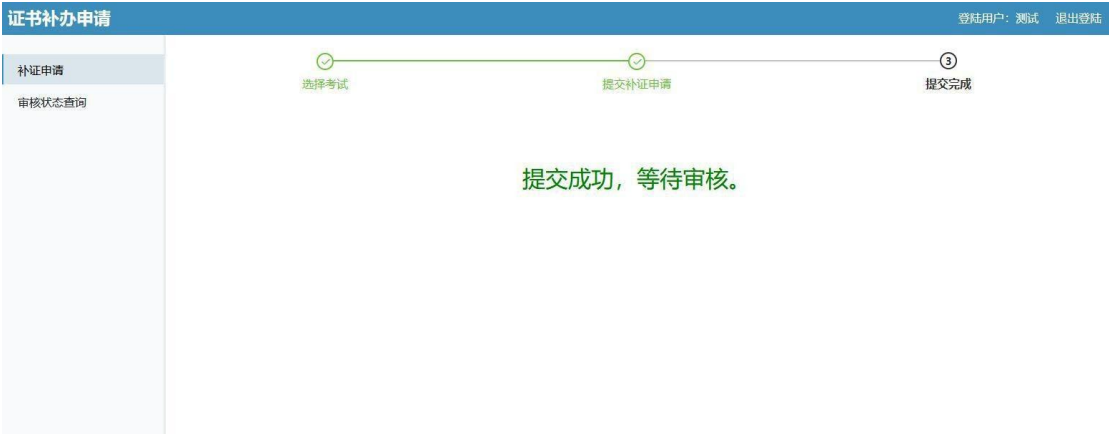 证书补办申请
登陆用户：测试 退出登陆
补证申请
审核状态查询
选择考试
提交补证申请
3
提交完成
提交成功，等待审核。